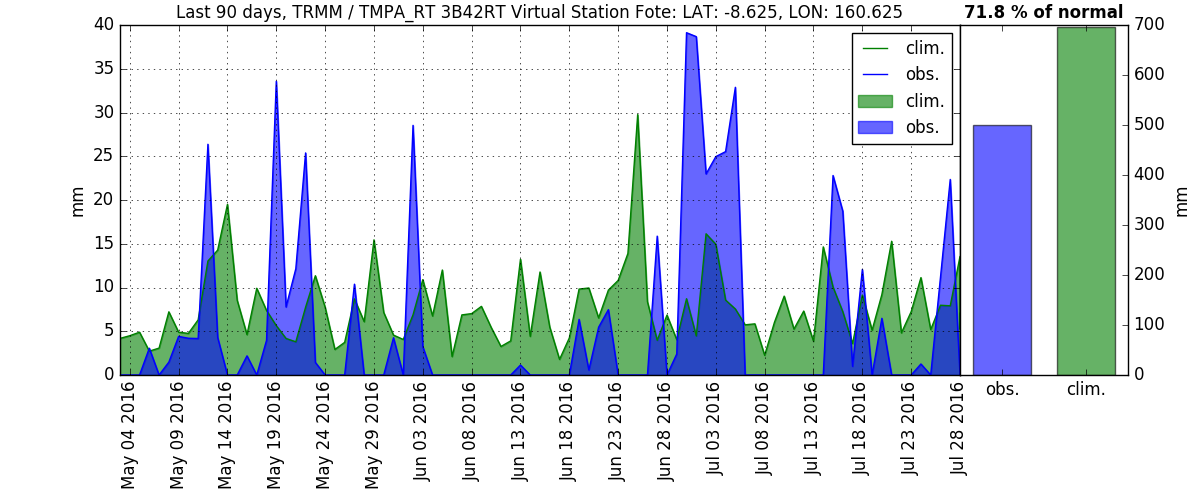 Last 90 days, TRMM / TMPA_RT 3B42RT Virtual Station Fote: LAT: -8.625, LON: 160.625
71.8 % of normal
40
35
30
25
20
15
10
5
0
mm
clim.
obs.
clim.
obs.
700
600
500
400
300
200
100
0
mm
May 04 2016
May 09 2016
May 14 2016
May 19 2016
May 24 2016
May 29 2016
Jun 03 2016
Jun 08 2016
Jun 13 2016
Jun 18 2016
Jun 23 2016
Jun 28 2016
Jul 03 2016
Jul 08 2016
Jul 13 2016
Jul 18 2016
Jul 23 2016
Jul 28 2016
obs.
clim.